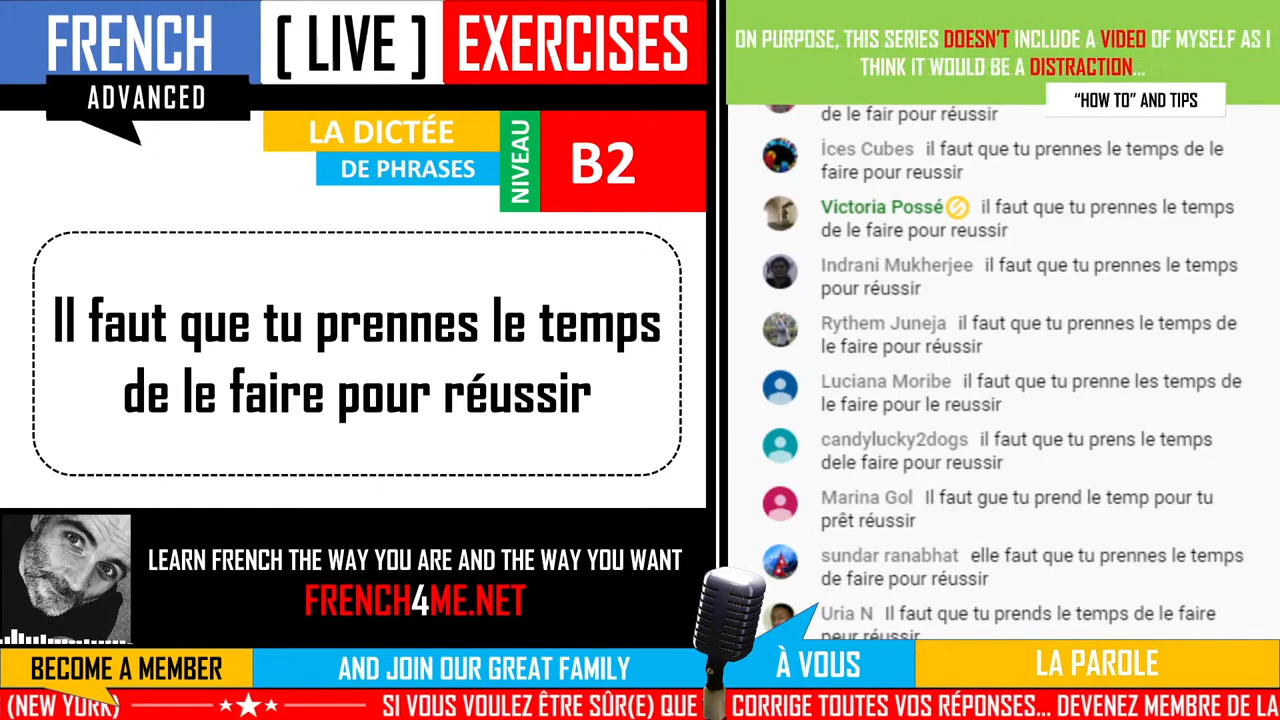 FRENCH [ LIVE ] EXERCISES
ADVANCED
LA DICTÉE
DE PHRASES
NIVEAU
B2
Il faut que tu prennes le temps
de le faire pour réussir
LEARN FRENCH THE WAY YOU ARE AND THE WAY YOU WANT
FRENCH4ME.NET
ON PURPOSE, THIS SERIES DOESN'T INCLUDE A VIDEO OF MYSELF AS I
THINK IT WOULD BE A DISTRACTION...
"HOW TO" AND TIPS
de le fair pour réussir
İces Cubes il faut que tu prennes le temps de le
faire pour reussir
Victoria Possé il faut que tu prennes le temps
de le faire pour reussir
Indrani Mukherjee il faut que tu prennes le temps
pour réussir
Rythem Juneja il faut que tu prennes le temps de
le faire pour réussir
Luciana Moribe il faut que tu prenne les temps de
le faire pour le reussir
candylucky2dogs il faut que tu prens le temps
dele faire pour reussir
Marina Gol Il faut gue tu prend le temp pour tu
prêt réussir
sundar ranabhat elle faut que tu prennes le temps
de faire pour réussir
Uria N Il faut que tu prends le temps de le faire
pour réussir
BECOME A MEMBER AND JOIN OUR GREAT FAMILY À VOUS LA PAROLE
(NEW YORK) SI VOUS VOULEZ ÊTRE SÛR(E) QUE CORRIGE TOUTES VOS RÉPONSES... DEVENEZ MEMBRE DE LA